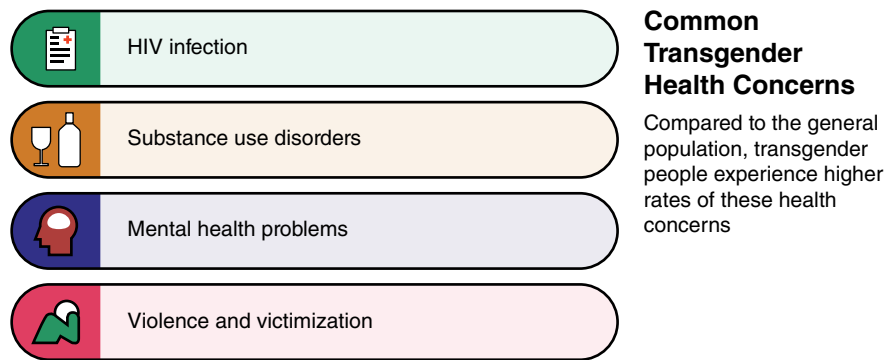 HIV infection
Substance use disorders
Mental health problems
Violence and victimization
Common
Transgender
Health Concerns
Compared to the general
population, transgender
people experience higher
rates of these health
concerns